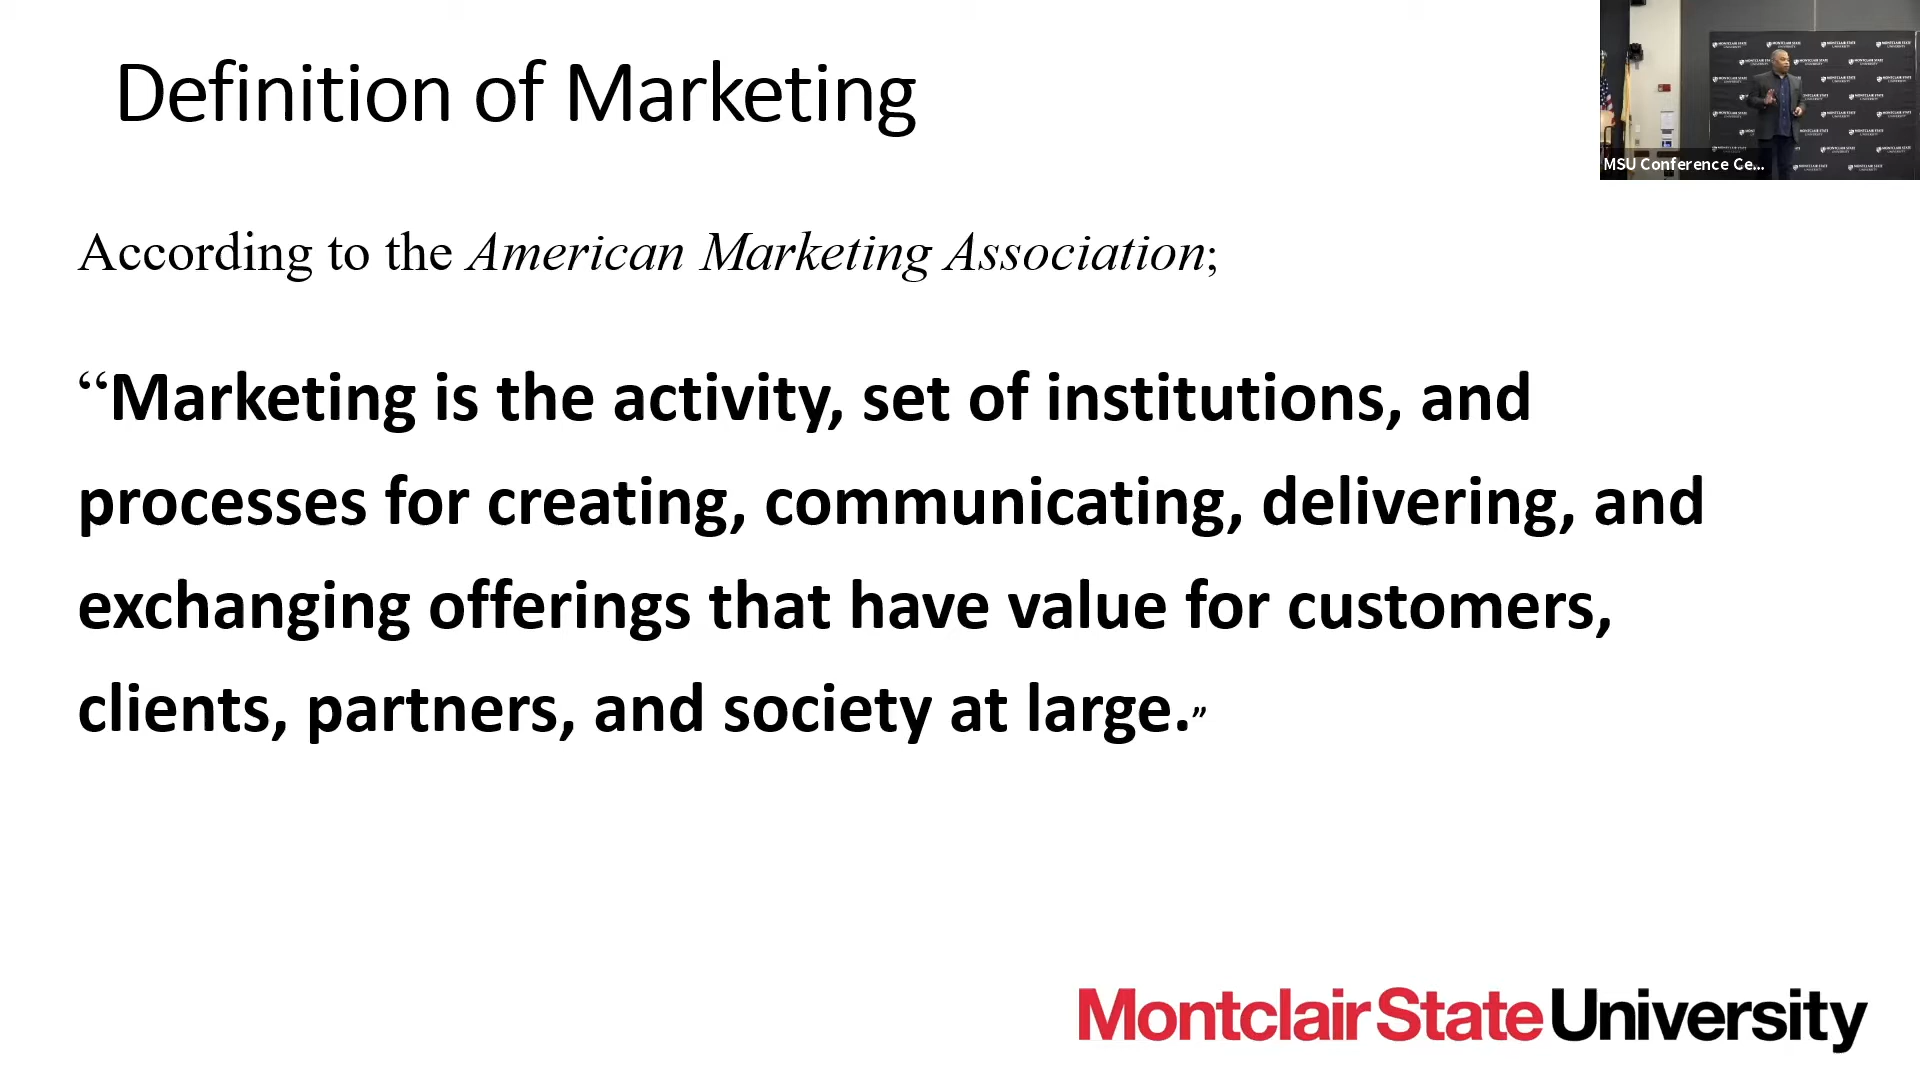 Definition of Marketing
According to the American Marketing Association;
“Marketing is the activity, set of institutions, and
processes for creating, communicating, delivering, and
exchanging offerings that have value for customers,
clients, partners, and society at large.”
MSU Conference Ce...
Montclair State University